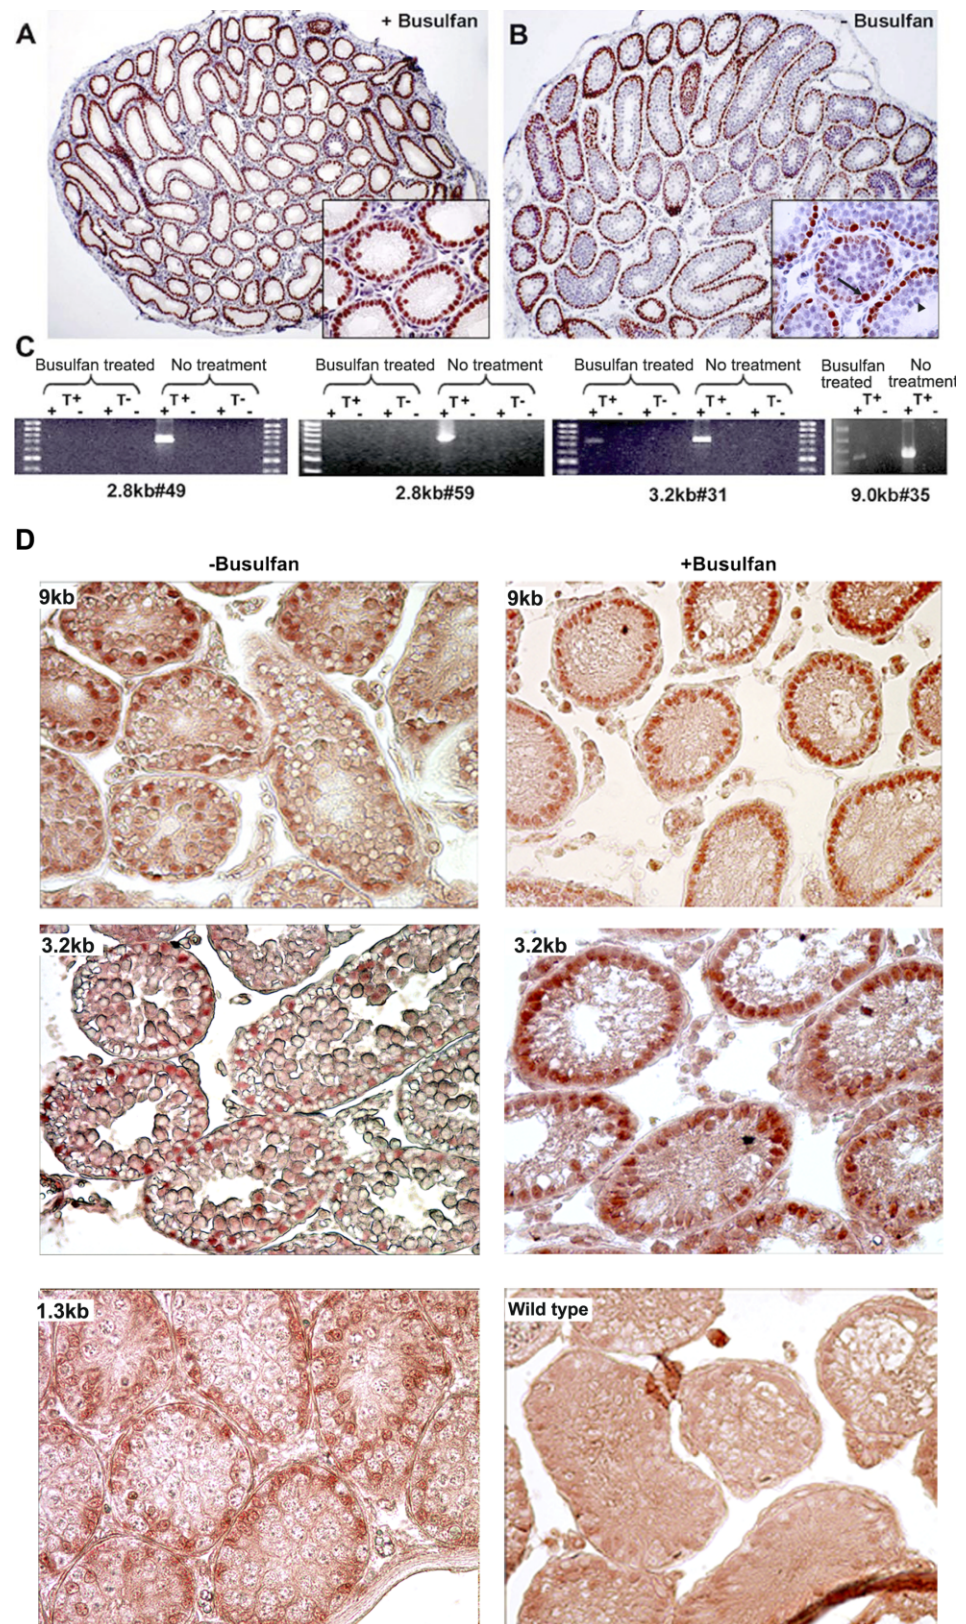 A + Busulfan
B - Busulfan
C
Busulfan treated No treatment
T+ T- T+ T-
+ - + - + - + -
2.8kb#49
Busulfan treated No treatment
T+ T- T+ T-
+ - + - + - + -
2.8kb#59
Busulfan treated No treatment
T+ T- T+ T-
+ - + - + - + -
3.2kb#31
Busulfan No
treated treatment
T+ T+
+ - + -
9.0kb#35
D
-Busulfan +Busulfan
9kb 9kb
3.2kb 3.2kb
1.3kb Wild type